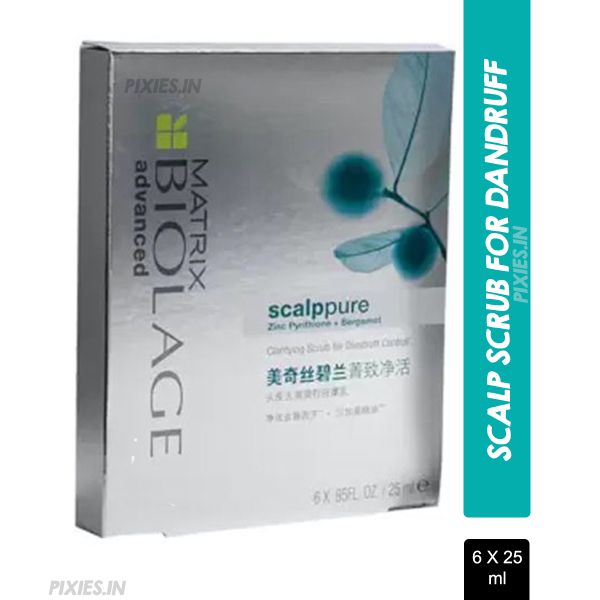 PIXIES.IN
MATRIX
BIOLAGE
advanced
scalppure
Zinc Pyrithione + Bergamot
Clarifying Scrub for Dandruff Control
美奇丝碧兰菁致净活
6 X .85FL. OZ. / 25 ml ℮
SCALP SCRUB FOR DANDRUFF
PIXIES.IN
6 X 25
ml
PIXIES.IN